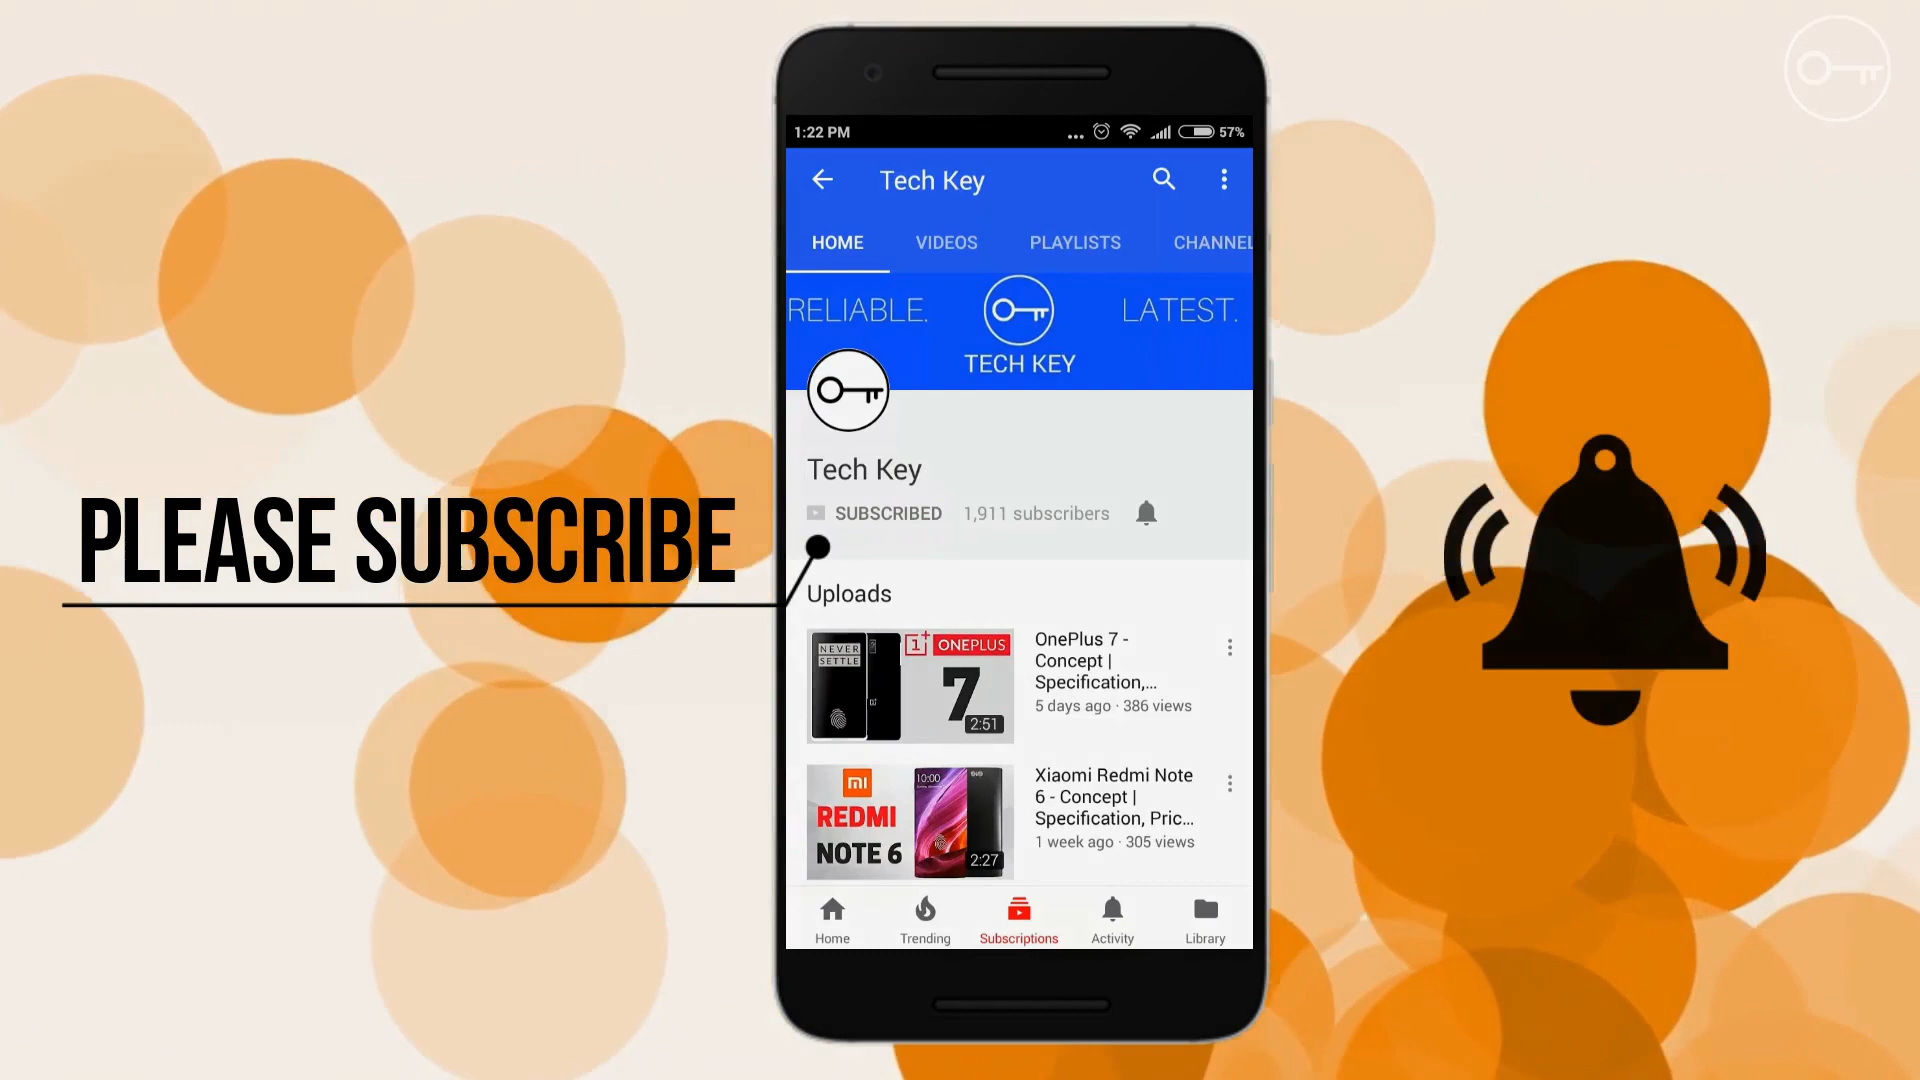 1:22 PM
57%
Tech Key
HOME VIDEOS PLAYLISTS CHANNEL
RELIABLE. LATEST.
TECH KEY
Tech Key
SUBSCRIBED 1,911 subscribers
PLEASE SUBSCRIBE
Uploads
NEVER
SETTLE
1+ ONEPLUS
7
2:51
OnePlus 7 -
Concept |
Specification,...
5 days ago · 386 views
mi
REDMI
NOTE 6
10:00
2:27
Xiaomi Redmi Note
6 - Concept |
Specification, Pric...
1 week ago · 305 views
Home Trending Subscriptions Activity Library